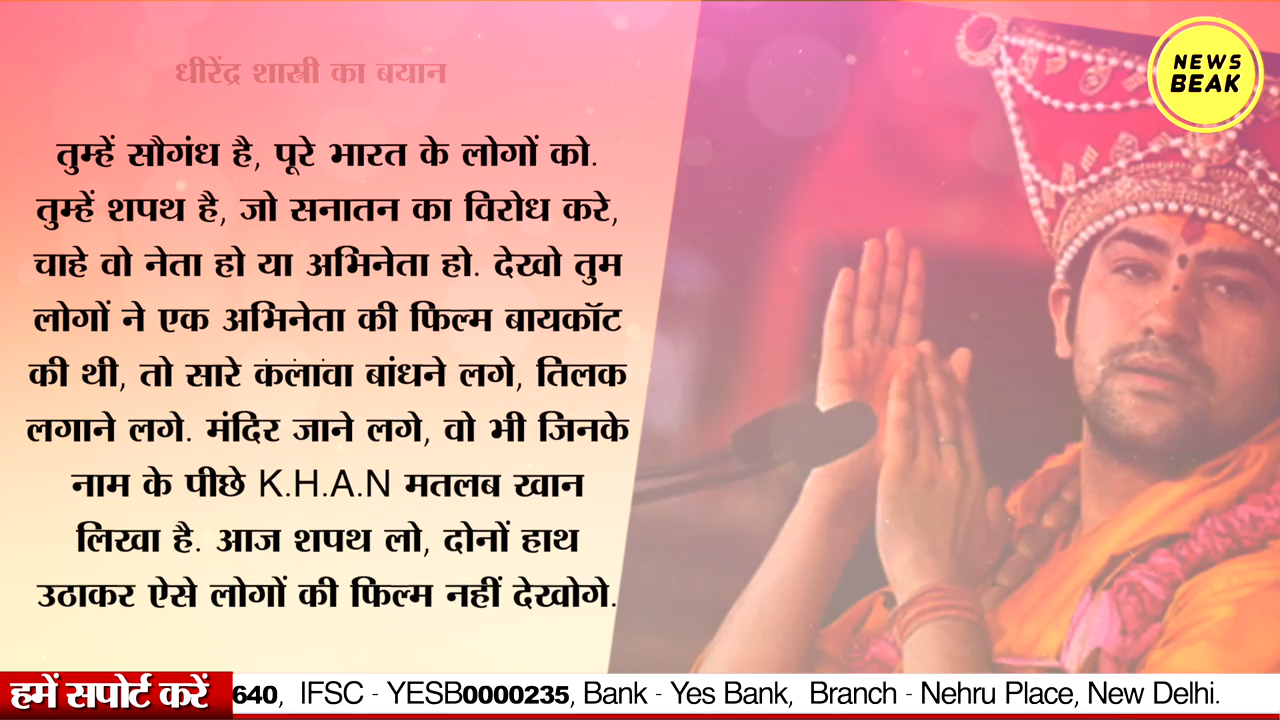 धीरेंद्र शास्त्री का बयान
NEWS
BEAK
तुम्हें सौगंध है, पूरे भारत के लोगों को.
तुम्हें शपथ है, जो सनातन का विरोध करे,
चाहे वो नेता हो या अभिनेता हो. देखो तुम
लोगों ने एक अभिनेता की फिल्म बायकॉट
की थी, तो सारे कंलांवा बांधने लगे, तिलक
लगाने लगे. मंदिर जाने लगे, वो भी जिनके
नाम के पीछे K.H.A.N मतलब खान
लिखा है. आज शपथ लो, दोनों हाथ
उठाकर ऐसे लोगों की फिल्म नहीं देखोगे.
हमें सपोर्ट करें 640, IFSC - YESB0000235, Bank - Yes Bank, Branch - Nehru Place, New Delhi.